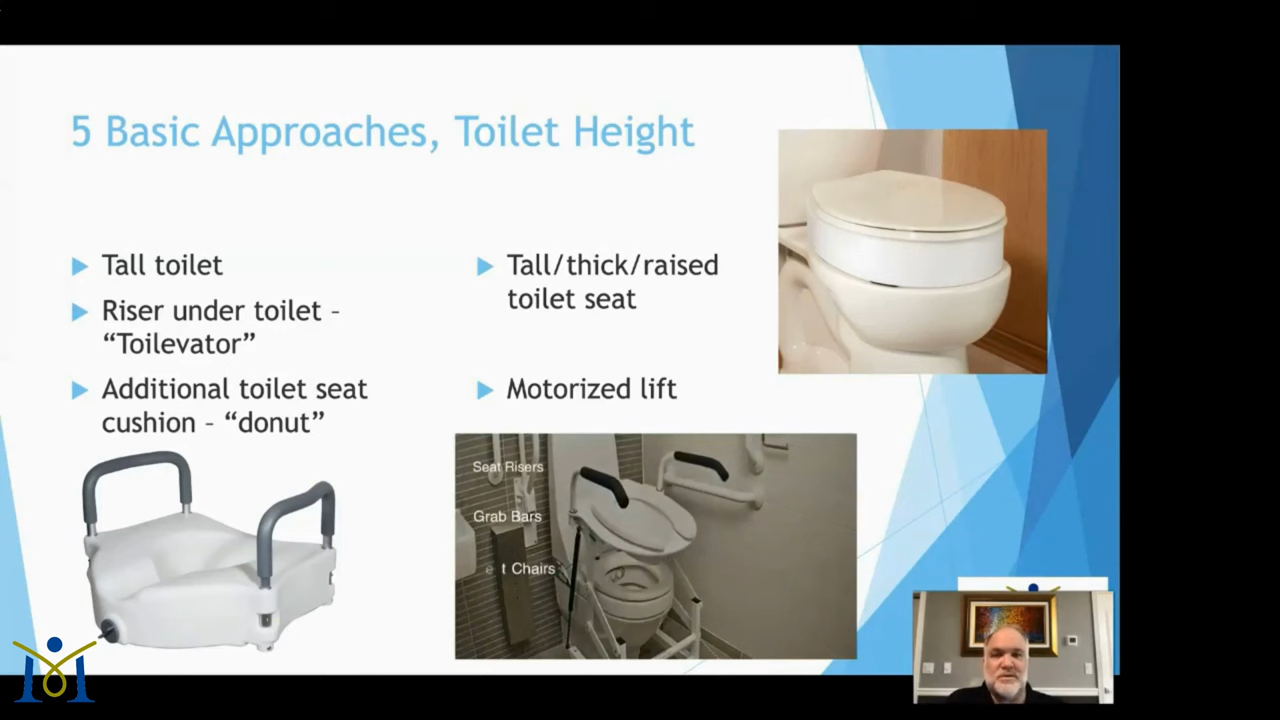 5 Basic Approaches, Toilet Height
Tall toilet
Riser under toilet –
“Toilevator”
Additional toilet seat
cushion – “donut”
Tall/thick/raised
toilet seat
Motorized lift
Seat Risers
Grab Bars
e t Chairs